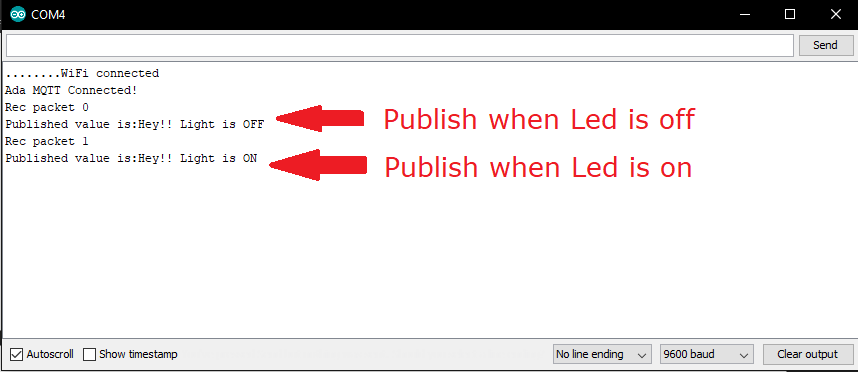 COM4
Send
........WiFi connected
Ada MQTT Connected!
Rec packet 0
Published value is:Hey!! Light is OFF
Publish when Led is off
Rec packet 1
Published value is:Hey!! Light is ON
Publish when Led is on
Autoscroll Show timestamp No line ending 9600 baud Clear output